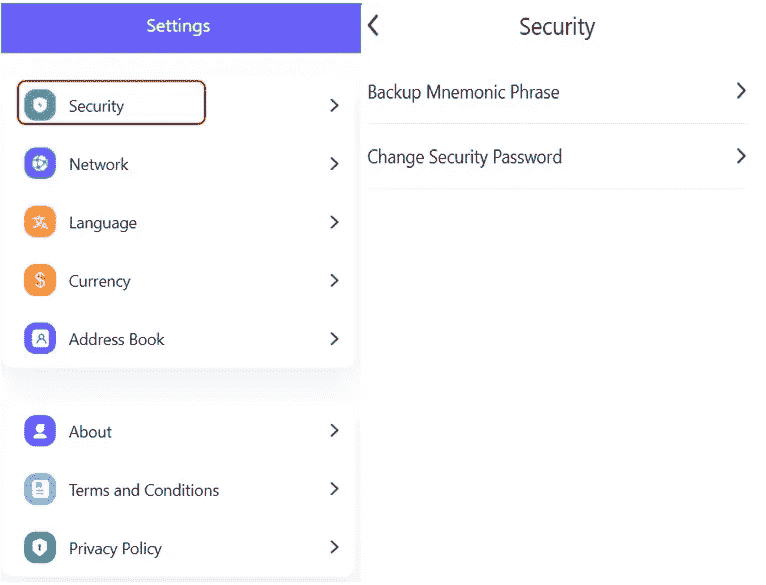 Settings
Security
Network
Language
Currency
Address Book
About
Terms and Conditions
Privacy Policy
Security
Backup Mnemonic Phrase
Change Security Password